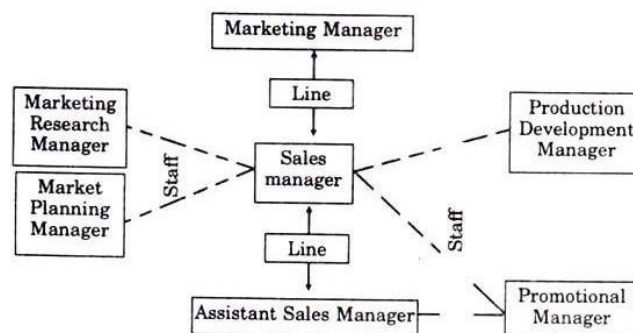 Marketing Manager
Line
Marketing
Research
Manager
Production
Development
Manager
Sales
manager
Staff
Market
Planning
Manager
Line
Staff
Assistant Sales Manager
Promotional
Manager